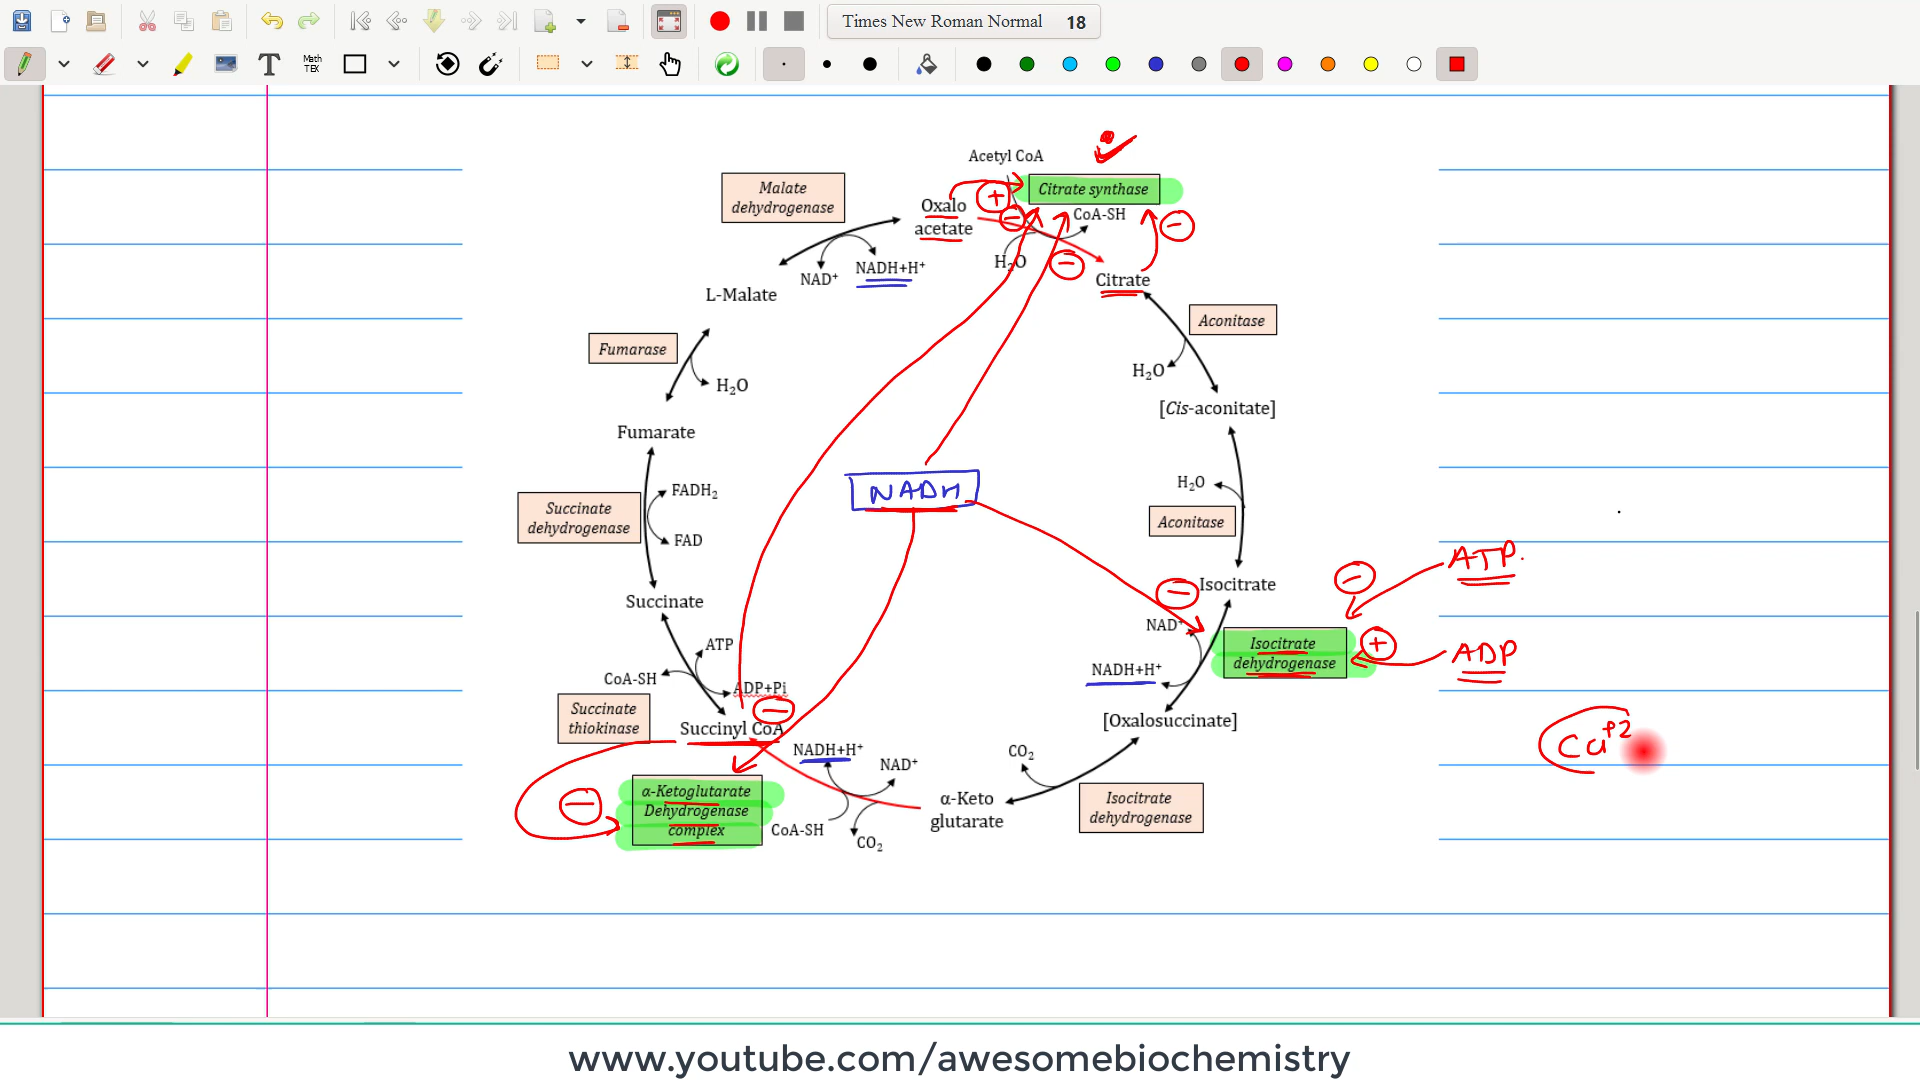 Times New Roman Normal 18
Math
TEX
Acetyl CoA
Citrate synthase
CoA-SH
Malate
dehydrogenase
Oxalo
acetate
+
−
−
−
H₂O
Citrate
NAD⁺
NADH+H⁺
L-Malate
Aconitase
Fumarase
H₂O
H₂O
[Cis-aconitate]
Fumarate
FADH₂
NADH
H₂O
Succinate
dehydrogenase
Aconitase
FAD
ATP.
−
Succinate
−
Isocitrate
NAD⁺
Isocitrate
dehydrogenase
+
ADP
ATP
CoA-SH
ADP+Pi
NADH+H⁺
Succinate
thiokinase
−
Succinyl CoA
[Oxalosuccinate]
Ca⁺²
NADH+H⁺
NAD⁺
CO₂
−
α-Ketoglutarate
Dehydrogenase
complex
CoA-SH
CO₂
α-Keto
glutarate
Isocitrate
dehydrogenase
www.youtube.com/awesomebiochemistry